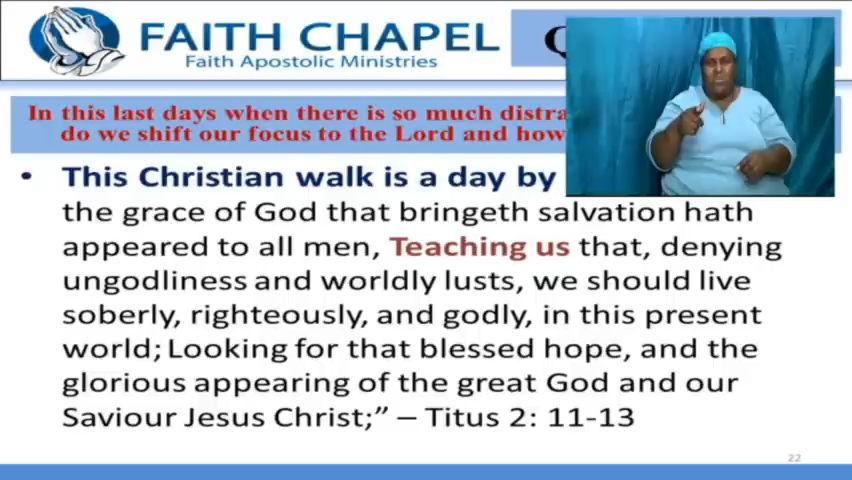 FAITH CHAPEL
Faith Apostolic Ministries
In this last days when there is so much
do we shift our focus to the Lord and how
• This Christian walk is a day by
the grace of God that bringeth salvation hath
appeared to all men, Teaching us that, denying
ungodliness and worldly lusts, we should live
soberly, righteously, and godly, in this present
world; Looking for that blessed hope, and the
glorious appearing of the great God and our
Saviour Jesus Christ;” – Titus 2: 11-13
22